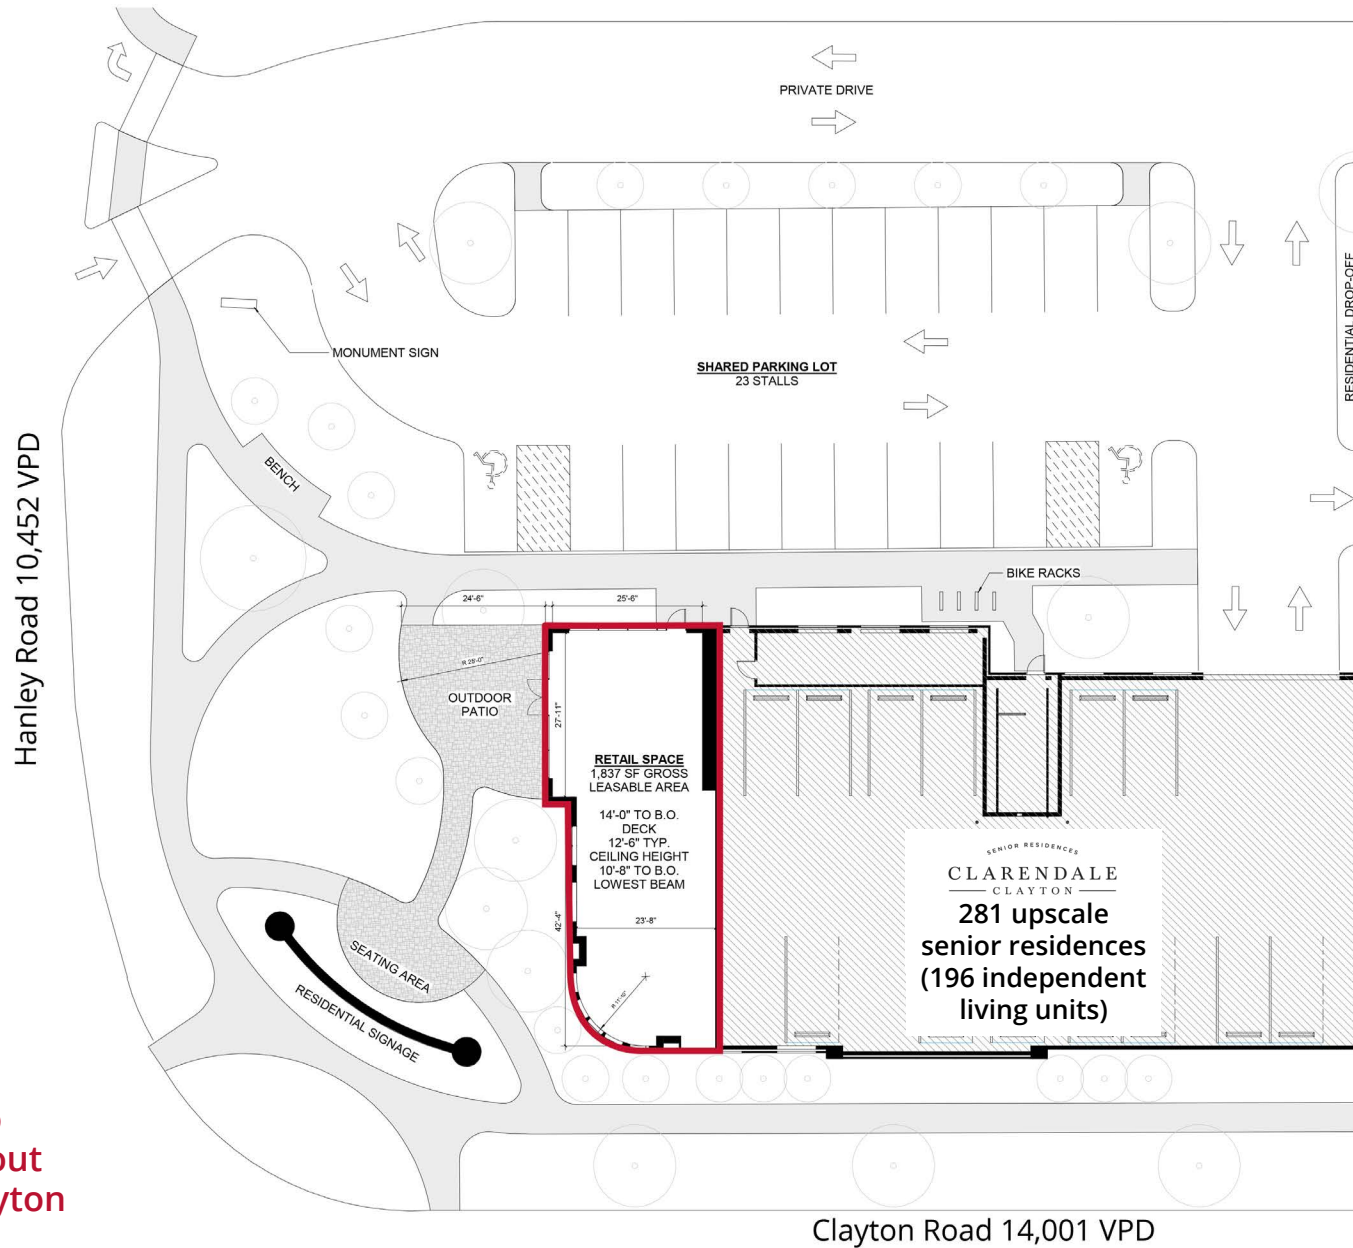 PRIVATE DRIVE
RESIDENTIAL DROP-OFF
MONUMENT SIGN
SHARED PARKING LOT
23 STALLS
Hanley Road 10,452 VPD
BENCH
BIKE RACKS
24'-6"
25'-6"
R 25'-0"
OUTDOOR
PATIO
27'-11"
RETAIL SPACE
1,837 SF GROSS
LEASABLE AREA
14'-0" TO B.O.
DECK
12'-6" TYP.
CEILING HEIGHT
10'-8" TO B.O.
LOWEST BEAM
23'-8"
42'-4"
SENIOR RESIDENCES
CLARENDALE
CLAYTON
281 upscale
senior residences
(196 independent
living units)
SEATING AREA
RESIDENTIAL SIGNAGE
out
yton
Clayton Road 14,001 VPD